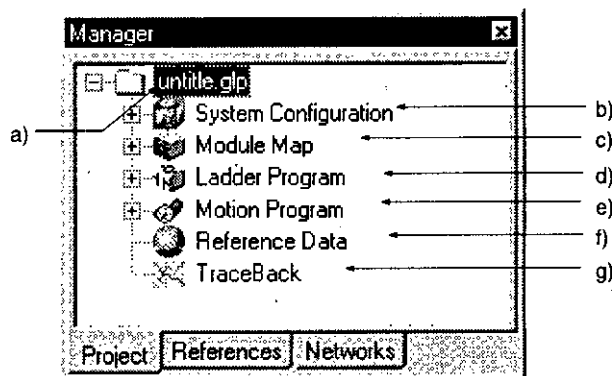 Manager
untitle.glp
a)
System Configuration b)
Module Map c)
Ladder Program d)
Motion Program e)
Reference Data f)
TraceBack g)
Project References Networks